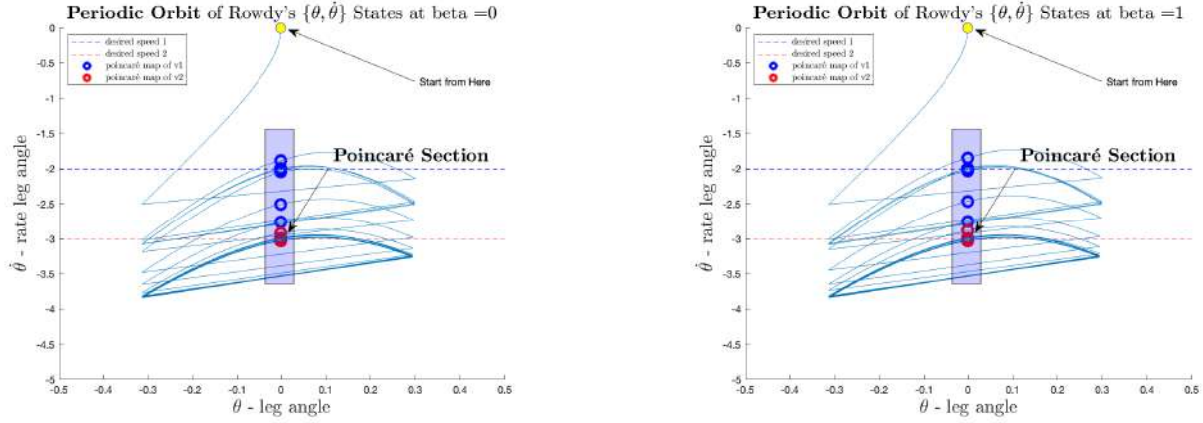 Periodic Orbit of Rowdy's {θ, θ̇} States at beta =0
0
-0.5
-1
-1.5
-2
-2.5
-3
-3.5
-4
-4.5
-5
θ̇ - rate leg angle
desired speed 1
desired speed 2
poincaré map of v1
poincaré map of v2
Start from Here
Poincaré Section
-0.5 -0.4 -0.3 -0.2 -0.1 0 0.1 0.2 0.3 0.4 0.5
θ - leg angle
Periodic Orbit of Rowdy's {θ, θ̇} States at beta =1
0
-0.5
-1
-1.5
-2
-2.5
-3
-3.5
-4
-4.5
-5
θ̇ - rate leg angle
desired speed 1
desired speed 2
poincaré map of v1
poincaré map of v2
Start from Here
Poincaré Section
-0.5 -0.4 -0.3 -0.2 -0.1 0 0.1 0.2 0.3 0.4 0.5
θ - leg angle